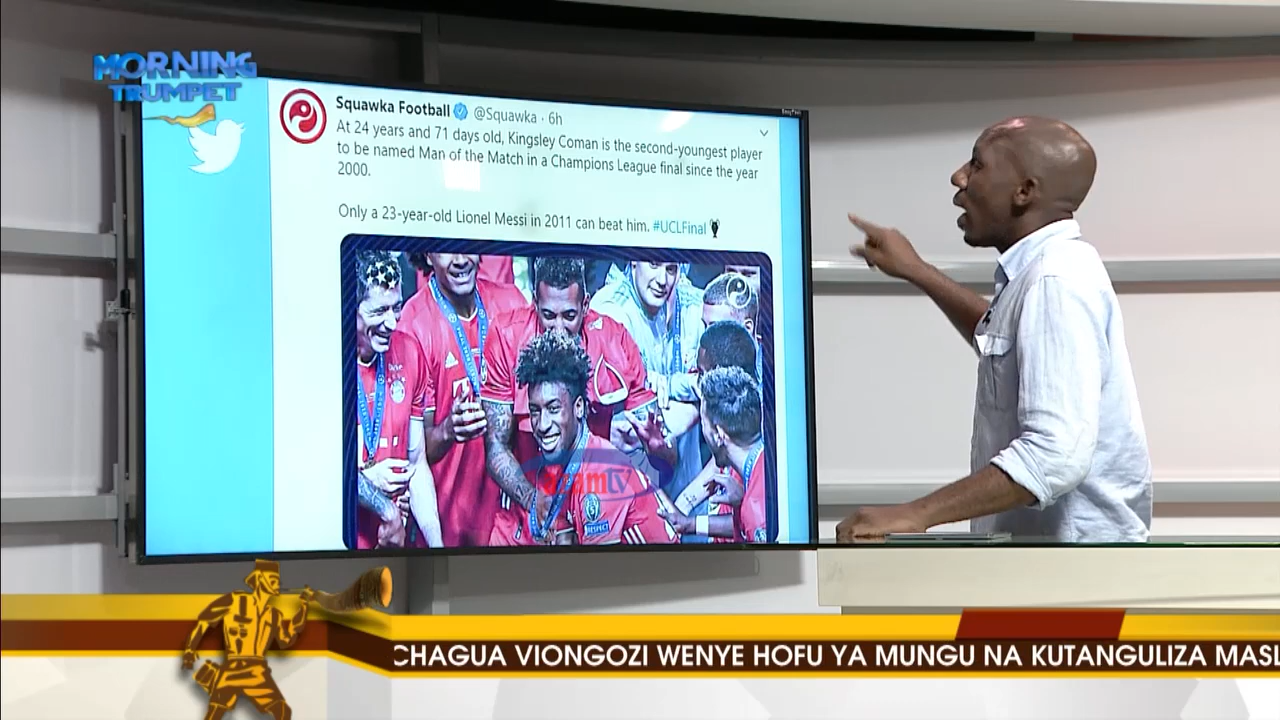 MORNING
TRUMPET
Squawka Football @Squawka · 6h
At 24 years and 71 days old, Kingsley Coman is the second-youngest player
to be named Man of the Match in a Champions League final since the year
2000.
Only a 23-year-old Lionel Messi in 2011 can beat him. #UCLFinal
RESPECT
azamtv
CHAGUA VIONGOZI WENYE HOFU YA MUNGU NA KUTANGULIZA MASL